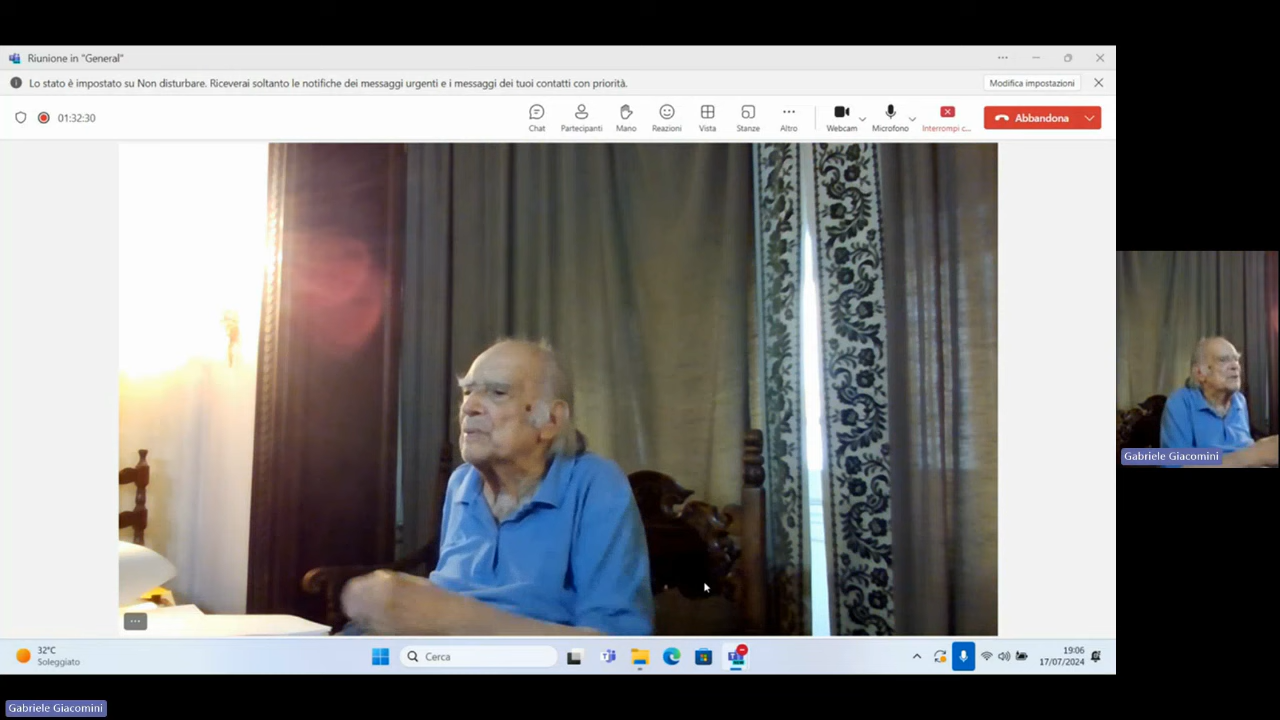 Riunione in "General"
Lo stato è impostato su Non disturbare. Riceverai soltanto le notifiche dei messaggi urgenti e i messaggi dei tuoi contatti con priorità.
Modifica impostazioni
01:32:30
Chat
Partecipanti
Mano
Reazioni
Vista
Stanze
Altro
Webcam
Microfono
Interrompi c...
Abbandona
Gabriele Giacomini
32°C
Soleggiato
Cerca
19:06
17/07/2024
Gabriele Giacomini